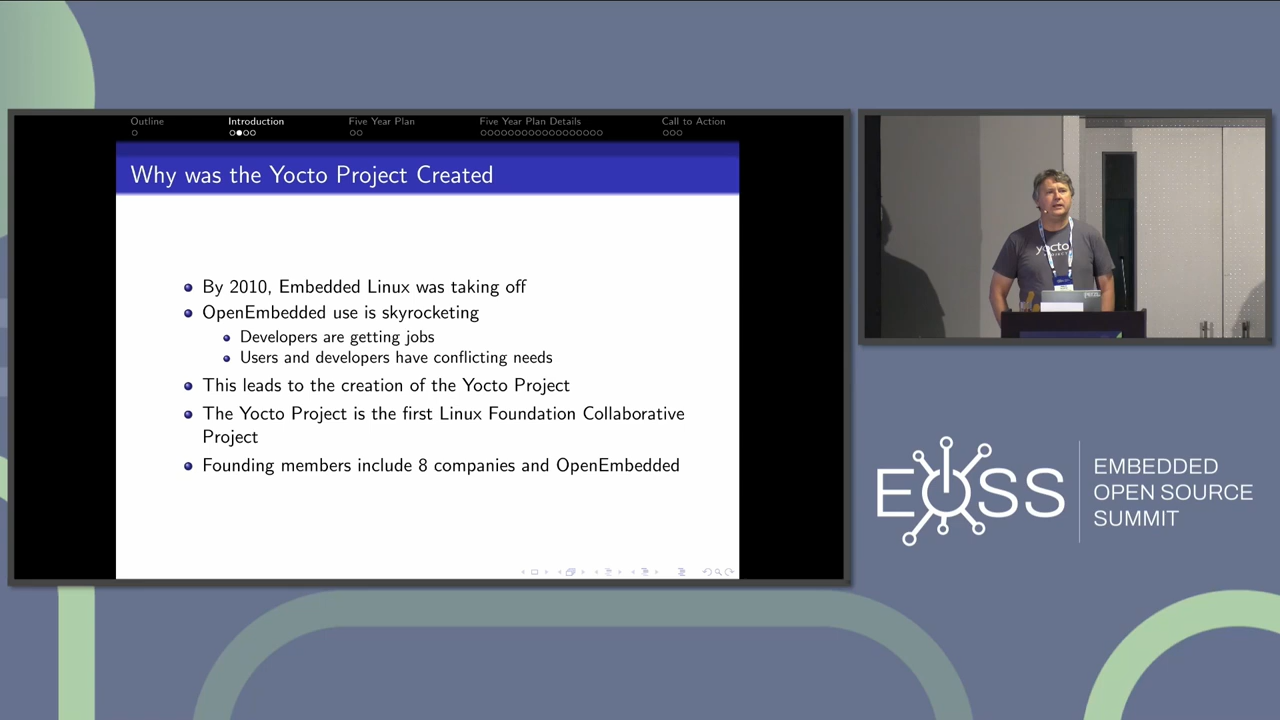 Outline
Introduction
Five Year Plan
Five Year Plan Details
Call to Action
Why was the Yocto Project Created
By 2010, Embedded Linux was taking off
OpenEmbedded use is skyrocketing
Developers are getting jobs
Users and developers have conflicting needs
This leads to the creation of the Yocto Project
The Yocto Project is the first Linux Foundation Collaborative
Project
Founding members include 8 companies and OpenEmbedded
yocto
PROJECT
EOSS
EMBEDDED
OPEN SOURCE
SUMMIT